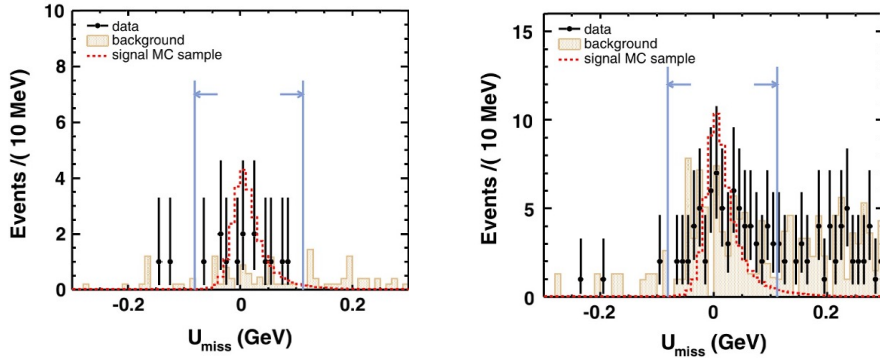 10
8
6
4
2
0
Events /( 10 MeV)
data
background
signal MC sample
-0.2
0
0.2
U_miss (GeV)
15
10
5
0
Events /( 10 MeV)
data
background
signal MC sample
-0.2
0
0.2
U_miss (GeV)